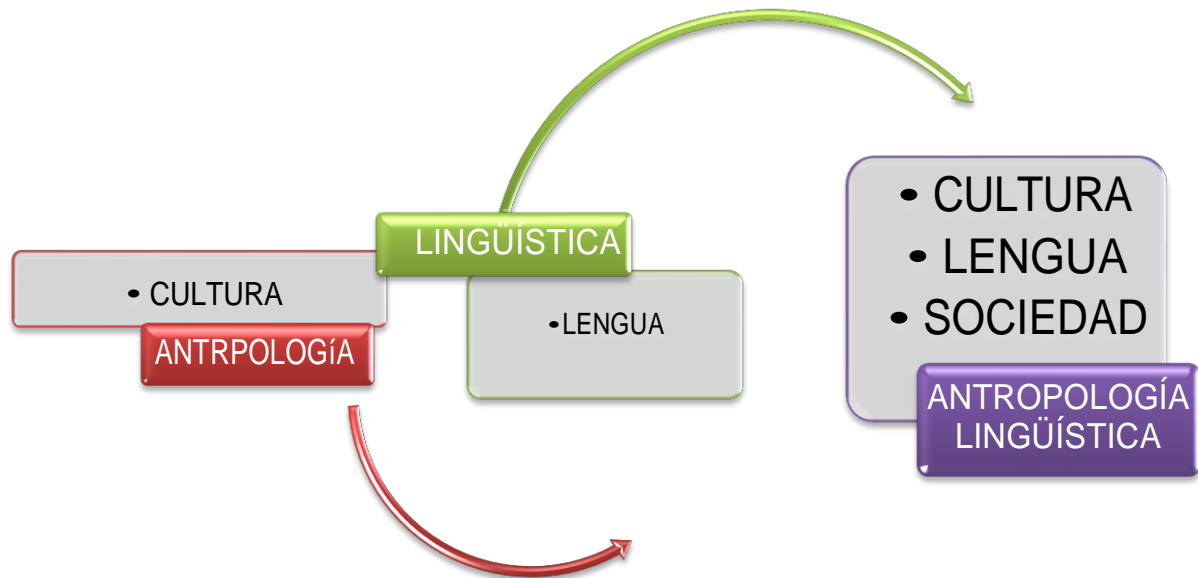 • CULTURA
ANTRPOLOGíA
LINGÜÍSTICA
•LENGUA
• CULTURA
• LENGUA
• SOCIEDAD
ANTROPOLOGÍA
LINGÜÍSTICA